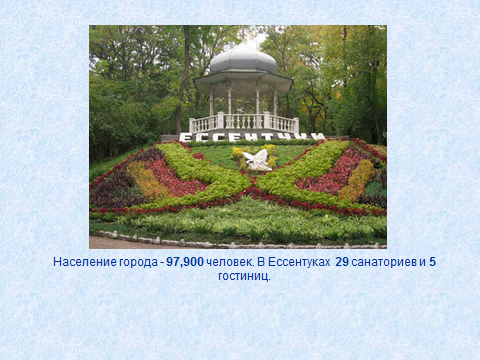 ЕССЕНТУКИ
Население города - 97,900 человек. В Ессентуках 29 санаториев и 5
гостиниц.